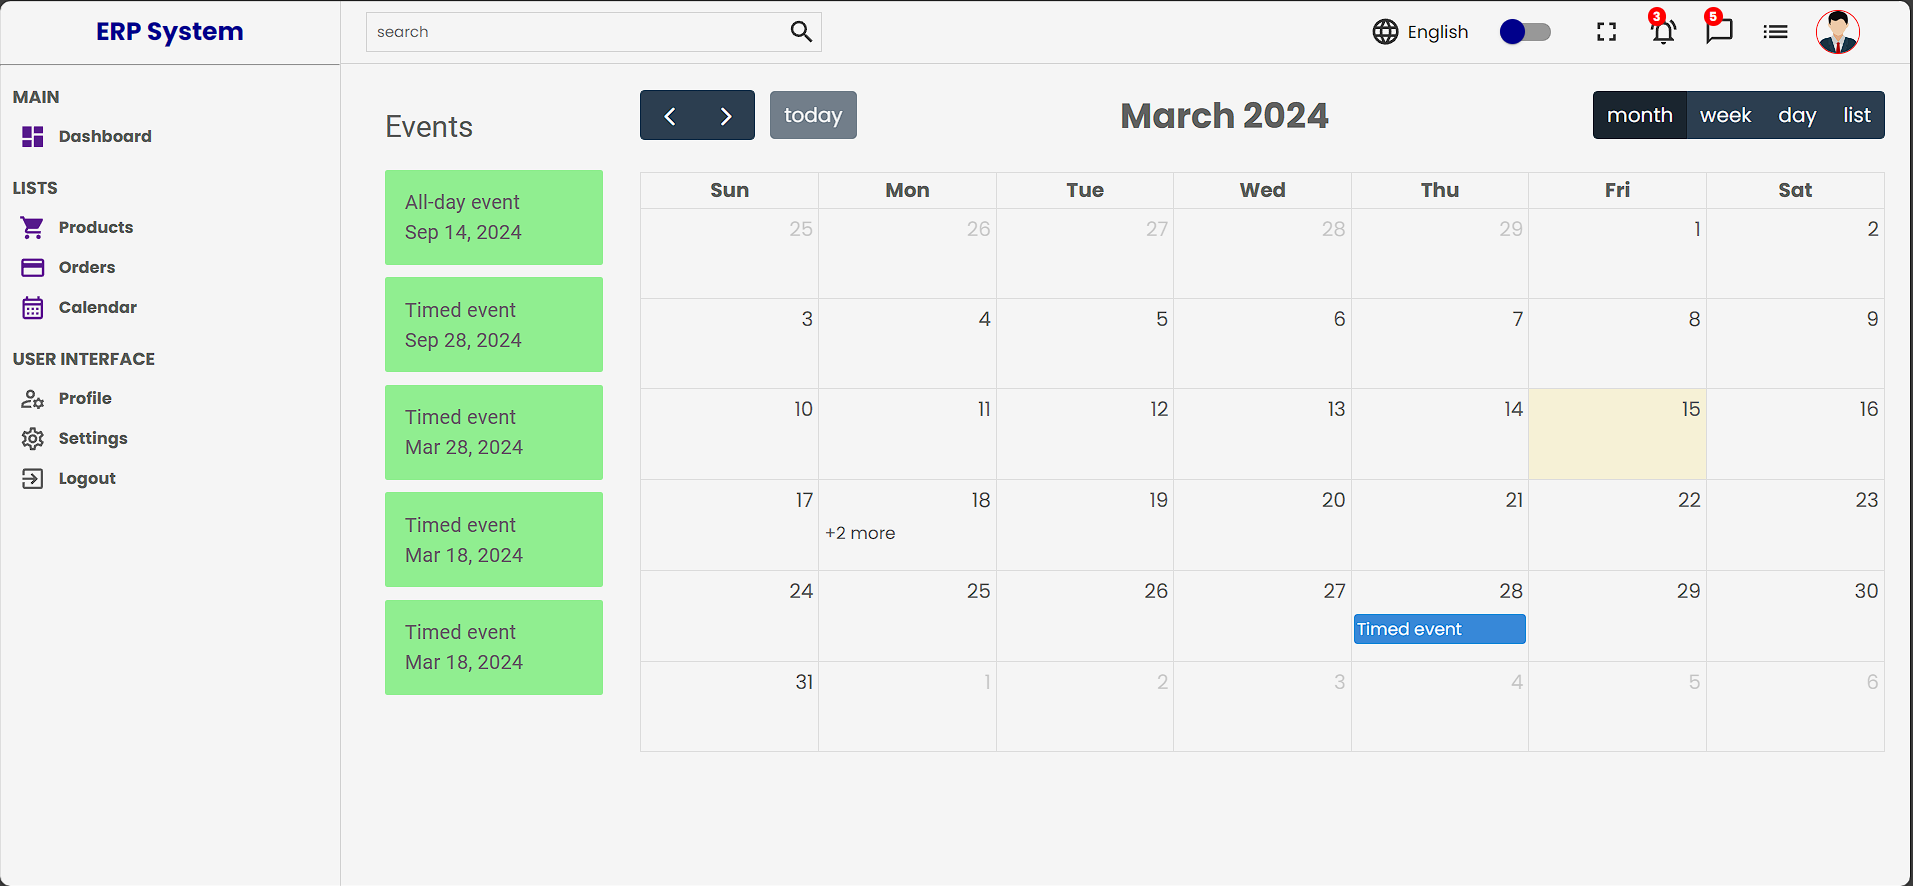 ERP System
search
English
3
5
MAIN
Dashboard
LISTS
Products
Orders
Calendar
USER INTERFACE
Profile
Settings
Logout
Events
All-day event
Sep 14, 2024
Timed event
Sep 28, 2024
Timed event
Mar 28, 2024
Timed event
Mar 18, 2024
Timed event
Mar 18, 2024
today
March 2024
month week day list
Sun Mon Tue Wed Thu Fri Sat
25 26 27 28 29 1 2
3 4 5 6 7 8 9
10 11 12 13 14 15 16
17 18 19 20 21 22 23
+2 more
24 25 26 27 28 29 30
Timed event
31 1 2 3 4 5 6